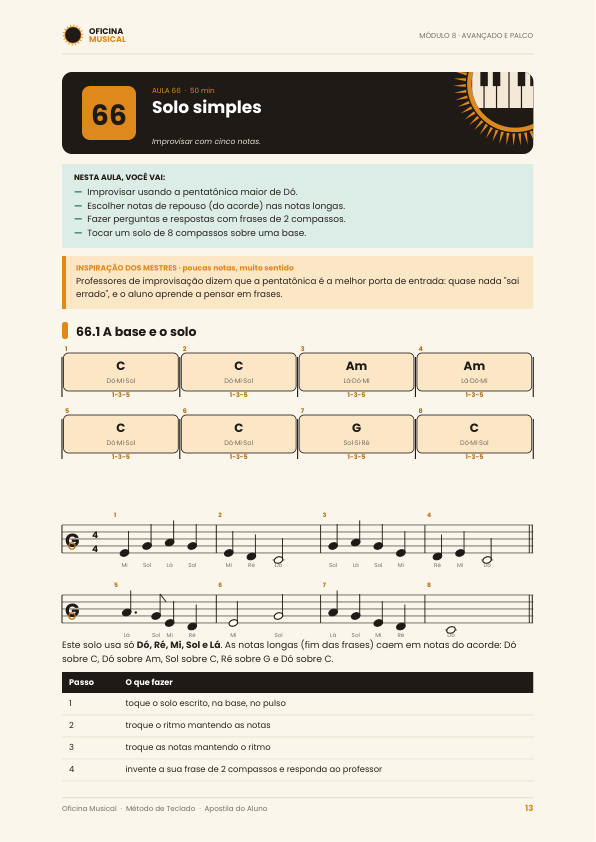 OFICINA
MUSICAL
MÓDULO 8 · AVANÇADO E PALCO
66
AULA 66 · 50 min
Solo simples
Improvisar com cinco notas.
NESTA AULA, VOCÊ VAI:
— Improvisar usando a pentatônica maior de Dó.
— Escolher notas de repouso (do acorde) nas notas longas.
— Fazer perguntas e respostas com frases de 2 compassos.
— Tocar um solo de 8 compassos sobre uma base.
INSPIRAÇÃO DOS MESTRES · poucas notas, muito sentido
Professores de improvisação dizem que a pentatônica é a melhor porta de entrada: quase nada "sai
errado", e o aluno aprende a pensar em frases.
66.1 A base e o solo
1 2 3 4
C C Am Am
Dó·Mi·Sol Dó·Mi·Sol Lá·Dó·Mi Lá·Dó·Mi
1-3-5 1-3-5 1-3-5 1-3-5
5 6 7 8
C C G C
Dó·Mi·Sol Dó·Mi·Sol Sol·Si·Ré Dó·Mi·Sol
1-3-5 1-3-5 1-3-5 1-3-5
1 2 3 4
G 4
4
Mi Sol Lá Sol Mi Ré Dó Sol Lá Sol Mi Ré Mi Dó
5 6 7 8
G
Lá Sol Mi Ré Mi Sol Lá Sol Mi Ré Dó
Este solo usa só Dó, Ré, Mi, Sol e Lá. As notas longas (fim das frases) caem em notas do acorde: Dó
sobre C, Dó sobre Am, Sol sobre C, Ré sobre G e Dó sobre C.
Passo O que fazer
1 toque o solo escrito, na base, no pulso
2 troque o ritmo mantendo as notas
3 troque as notas mantendo o ritmo
4 invente a sua frase de 2 compassos e responda ao professor
Oficina Musical · Método de Teclado · Apostila do Aluno
13